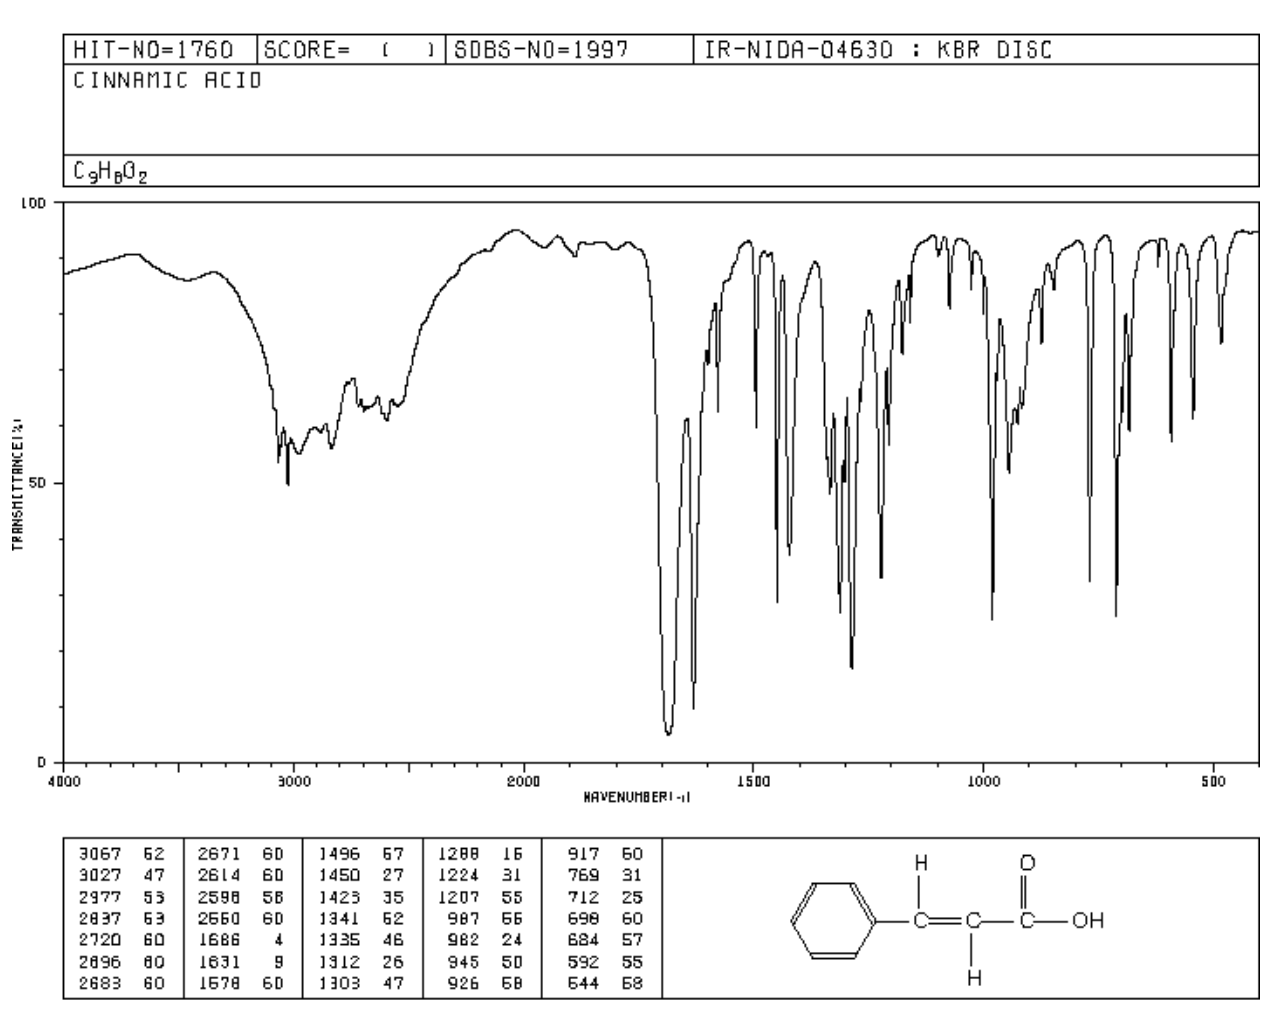 HIT-NO=1760 SCORE= ( ) SDBS-NO=1997 IR-NIDA-04630 : KBR DISC
CINNAMIC ACID
C9H8O2
100
50
0
TRANSMITTANCE(%)
4000 3000 2000 1500 1000 500
WAVENUMBER(-1)
3067 52 2671 60 1496 57 1288 16 917 60
3027 47 2614 60 1450 27 1224 31 769 31
2977 53 2598 58 1423 35 1207 55 712 25
2837 53 2560 60 1341 52 987 66 698 60
2720 60 1686 4 1335 46 982 24 684 57
2696 60 1631 9 1312 26 945 50 592 55
2683 60 1578 60 1303 47 926 58 544 58
H O
C C C OH
H